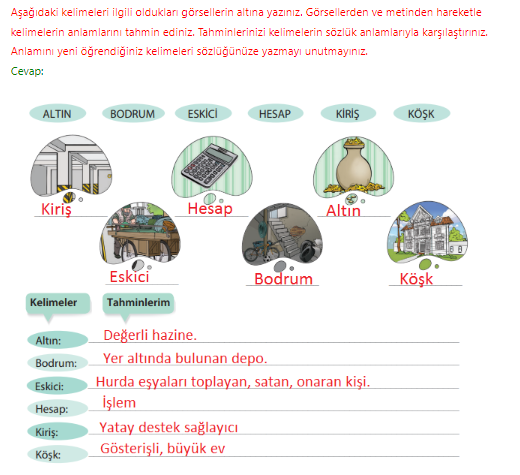 Aşağıdaki kelimeleri ilgili oldukları görsellerin altına yazınız. Görsellerden ve metinden hareketle
kelimelerin anlamlarını tahmin ediniz. Tahminlerinizi kelimelerin sözlük anlamlarıyla karşılaştırınız.
Anlamını yeni öğrendiğiniz kelimeleri sözlüğünüze yazmayı unutmayınız.
Cevap:
ALTIN BODRUM ESKİCİ HESAP KİRİŞ KÖŞK
Kiriş Hesap Altın
Eskici Bodrum Köşk
Kelimeler Tahminlerim
Altın: Değerli hazine.
Bodrum: Yer altında bulunan depo.
Eskici: Hurda eşyaları toplayan, satan, onaran kişi.
Hesap: İşlem
Kiriş: Yatay destek sağlayıcı
Köşk: Gösterişli, büyük ev